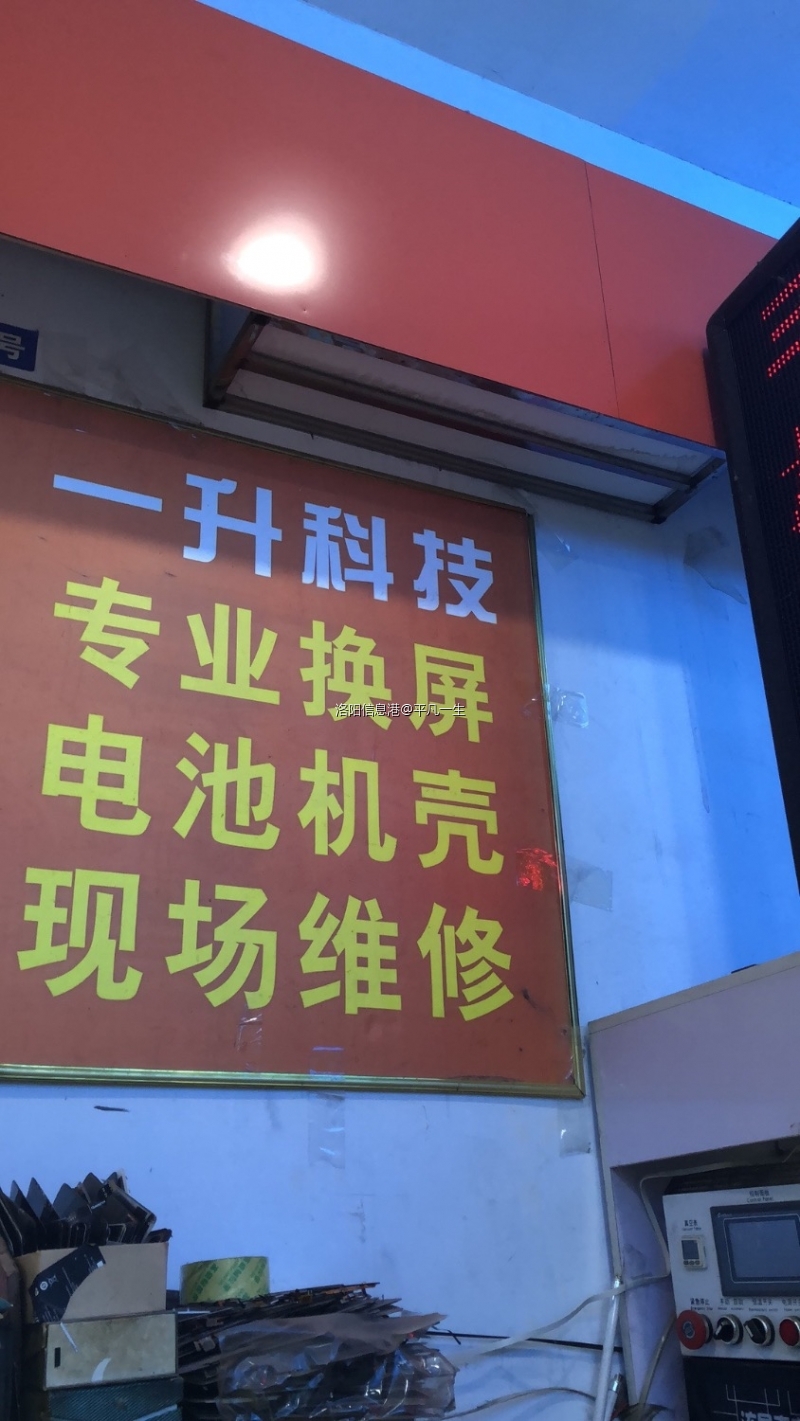 号
一升科技
专业换屏
洛阳信息港@平凡一生
电池机壳
现场维修